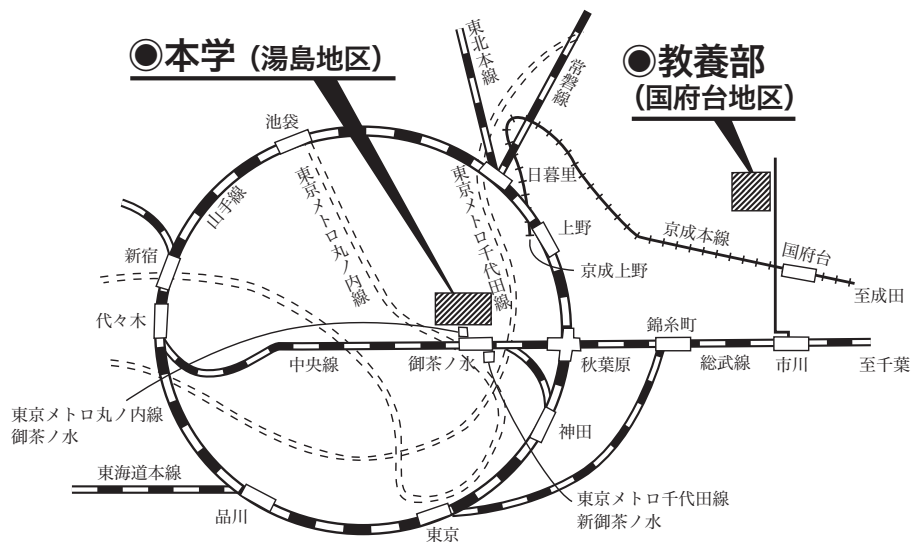 ◉本学（湯島地区）
◉教養部
（国府台地区）
東北本線
常磐線
池袋
日暮里
山手線
東京メトロ丸ノ内線
東京メトロ千代田線
上野
京成本線
国府台
京成上野
至成田
新宿
代々木
錦糸町
中央線
御茶ノ水
秋葉原
総武線
市川
至千葉
東京メトロ丸ノ内線
御茶ノ水
神田
東海道本線
品川
東京
東京メトロ千代田線
新御茶ノ水